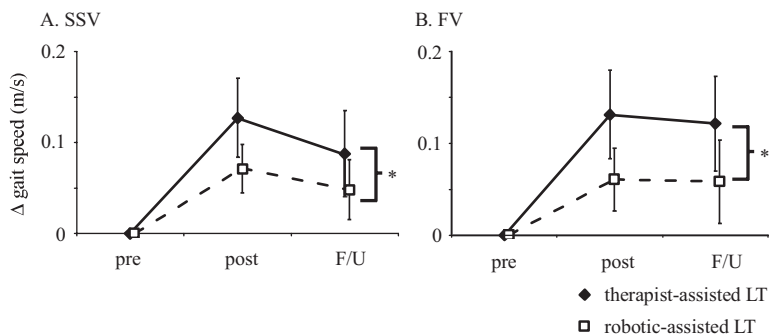 A. SSV
B. FV
Δ gait speed (m/s)
0.2
0.1
0
*
pre
post
F/U
0.2
0.1
0
*
pre
post
F/U
therapist-assisted LT
robotic-assisted LT